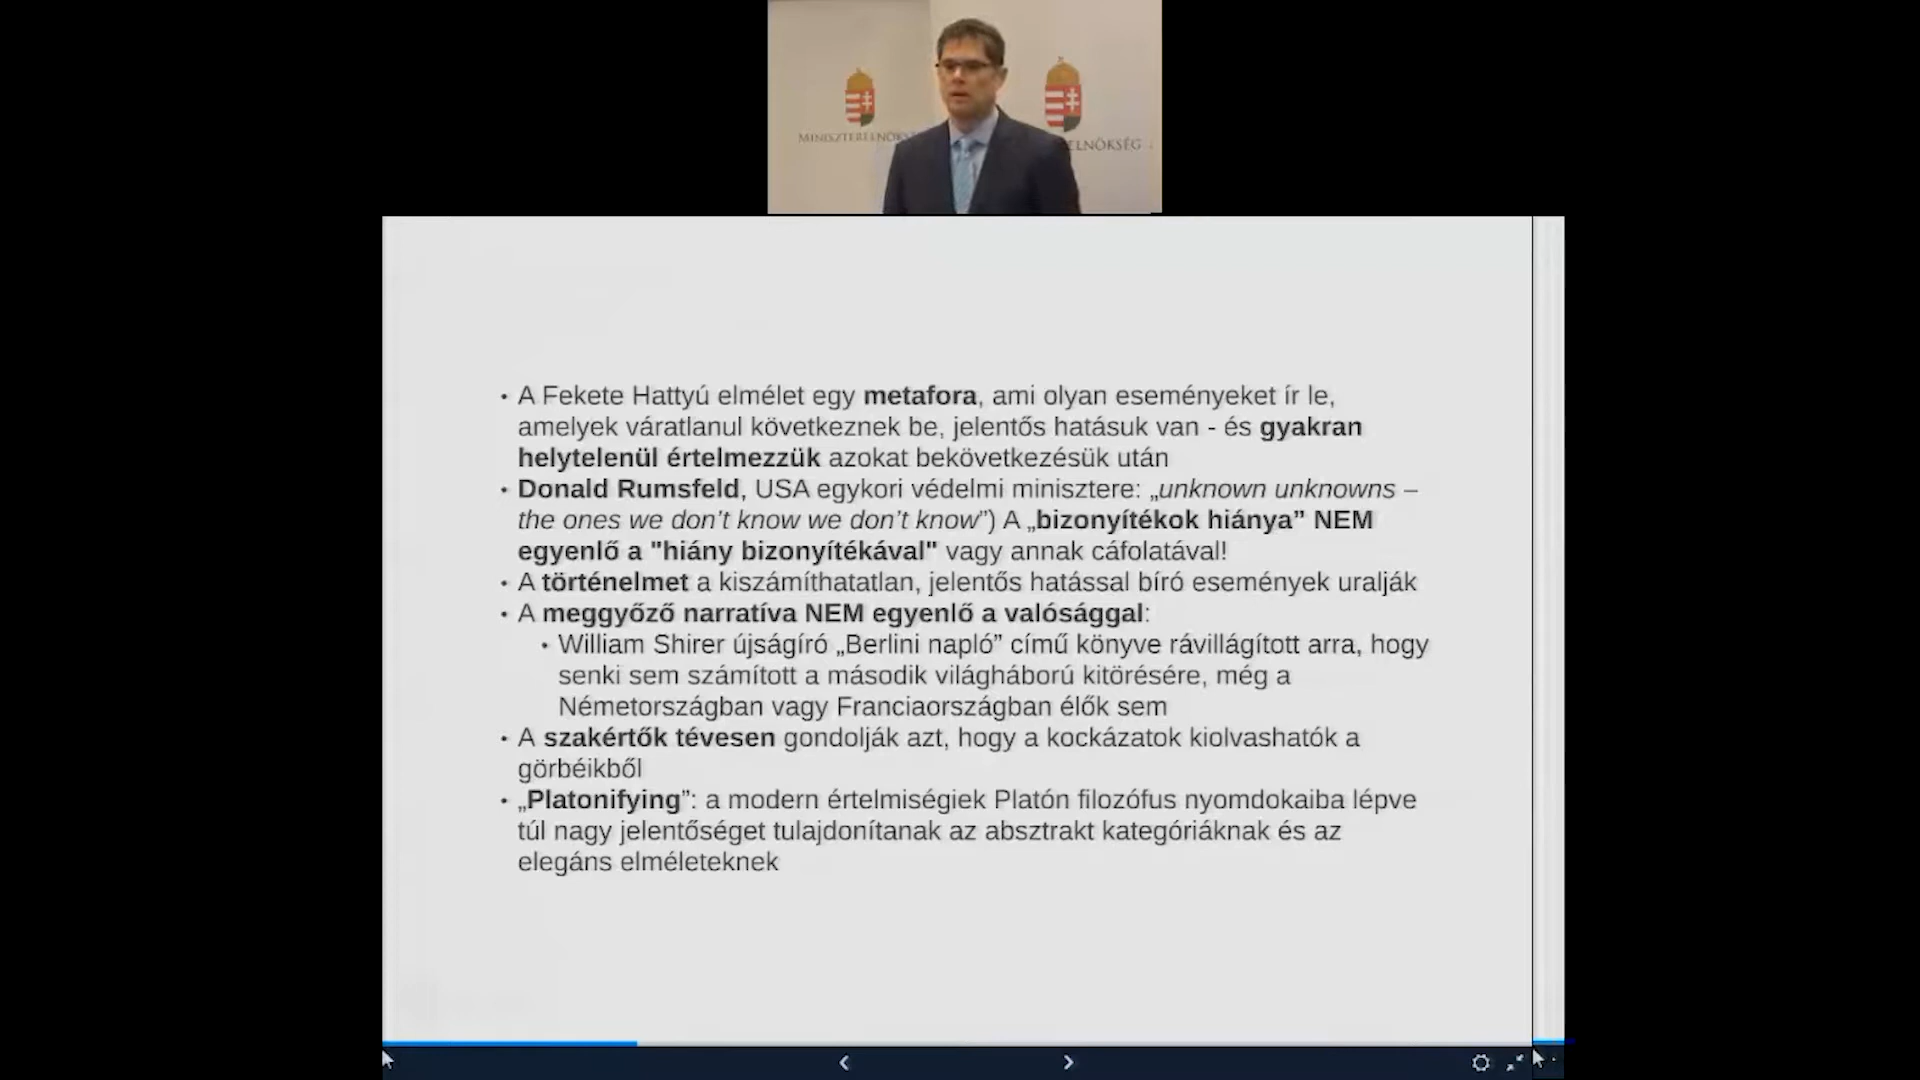 MINISZTERELNÖKS
ELNÖKSÉG
• A Fekete Hattyú elmélet egy metafora, ami olyan eseményeket ír le,
amelyek váratlanul következnek be, jelentős hatásuk van - és gyakran
helytelenül értelmezzük azokat bekövetkezésük után
• Donald Rumsfeld, USA egykori védelmi minisztere: „unknown unknowns –
the ones we don’t know we don’t know”) A „bizonyítékok hiánya” NEM
egyenlő a "hiány bizonyítékával" vagy annak cáfolatával!
• A történelmet a kiszámíthatatlan, jelentős hatással bíró események uralják
• A meggyőző narratíva NEM egyenlő a valósággal:
• William Shirer újságíró „Berlini napló” című könyve rávillágított arra, hogy
senki sem számított a második világháború kitörésére, még a
Németországban vagy Franciaországban élők sem
• A szakértők tévesen gondolják azt, hogy a kockázatok kiolvashatók a
görbéikből
• „Platonifying”: a modern értelmiségiek Platón filozófus nyomdokaiba lépve
túl nagy jelentőséget tulajdonítanak az absztrakt kategóriáknak és az
elegáns elméleteknek